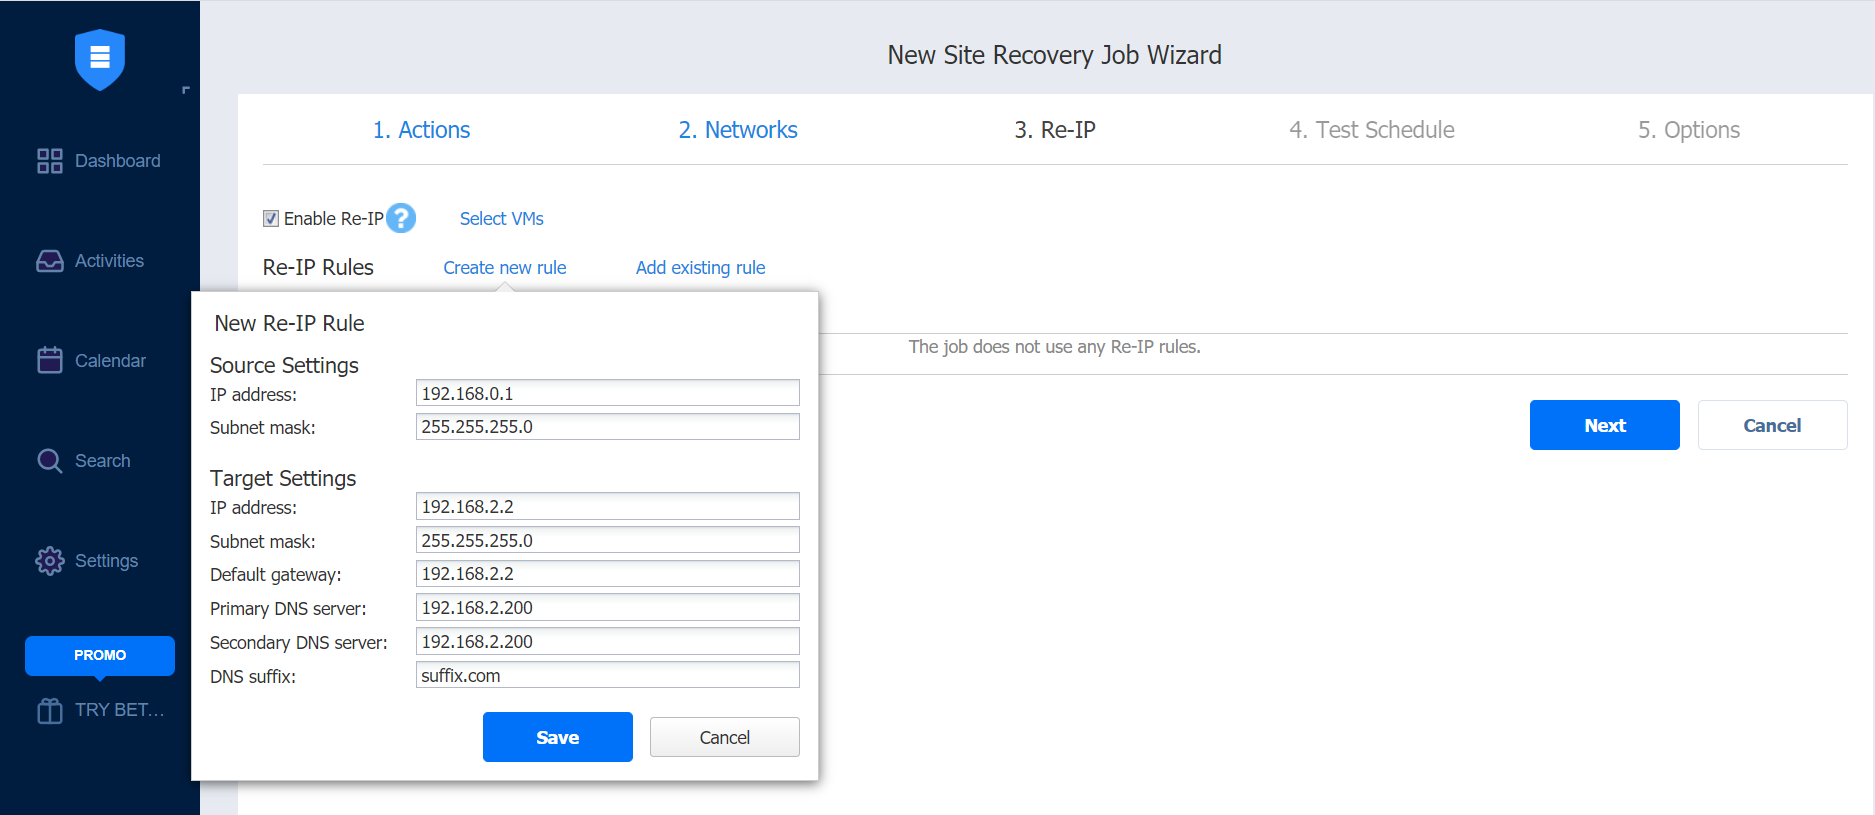 New Site Recovery Job Wizard
1. Actions
2. Networks
3. Re-IP
4. Test Schedule
5. Options
Dashboard
Activities
Calendar
Search
Settings
PROMO
TRY BET...
Enable Re-IP ?
Select VMs
Re-IP Rules
Create new rule
Add existing rule
The job does not use any Re-IP rules.
Next
Cancel
New Re-IP Rule
Source Settings
IP address: 192.168.0.1
Subnet mask: 255.255.255.0
Target Settings
IP address: 192.168.2.2
Subnet mask: 255.255.255.0
Default gateway: 192.168.2.2
Primary DNS server: 192.168.2.200
Secondary DNS server: 192.168.2.200
DNS suffix: suffix.com
Save
Cancel